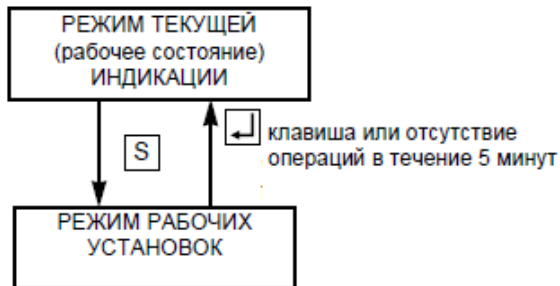 РЕЖИМ ТЕКУЩЕЙ
(рабочее состояние)
ИНДИКАЦИИ
S
клавиша или отсутствие
операций в течение 5 минут
РЕЖИМ РАБОЧИХ
УСТАНОВОК